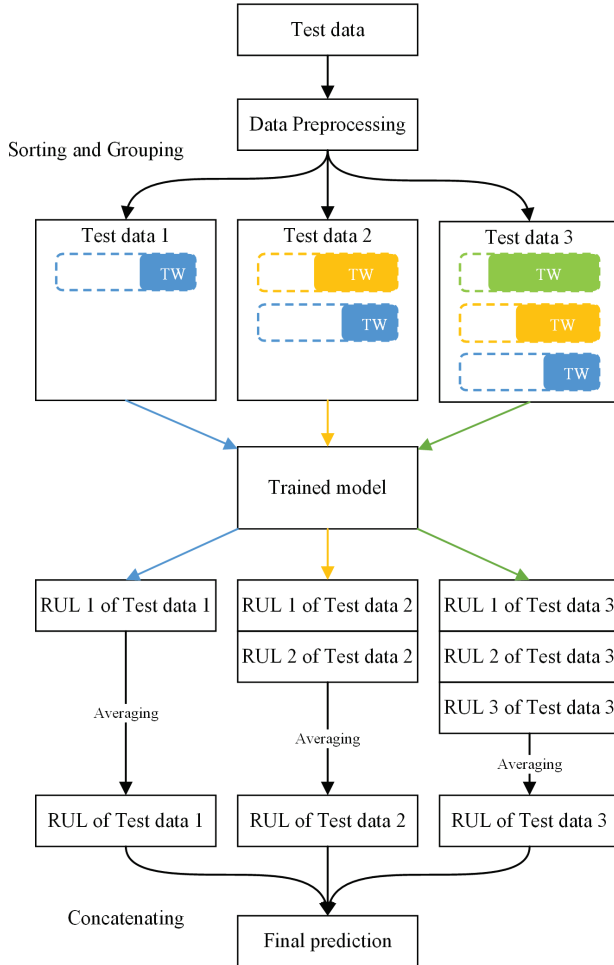 Test data
Data Preprocessing
Sorting and Grouping
Test data 1
TW
Test data 2
TW
TW
Test data 3
TW
TW
TW
Trained model
RUL 1 of Test data 1
RUL 1 of Test data 2
RUL 2 of Test data 2
RUL 1 of Test data 3
RUL 2 of Test data 3
RUL 3 of Test data 3
Averaging
Averaging
Averaging
RUL of Test data 1
RUL of Test data 2
RUL of Test data 3
Concatenating
Final prediction